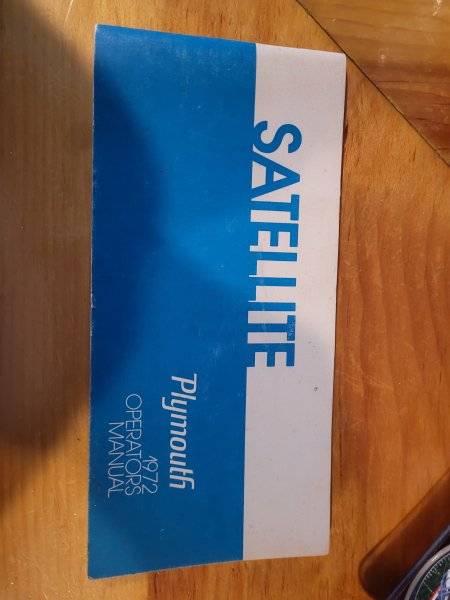 SATELLITE
Plymouth
1972
OPERATORS
MANUAL